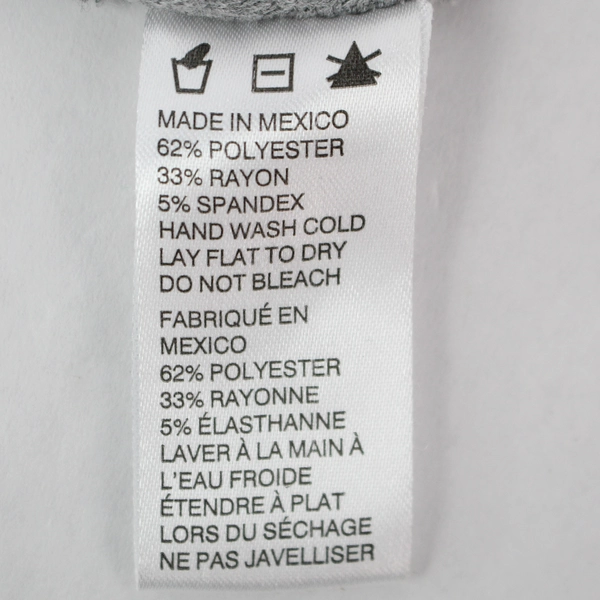 MADE IN MEXICO
62% POLYESTER
33% RAYON
5% SPANDEX
HAND WASH COLD
LAY FLAT TO DRY
DO NOT BLEACH
FABRIQUÉ EN
MEXICO
62% POLYESTER
33% RAYONNE
5% ÉLASTHANNE
LAVER À LA MAIN À
L'EAU FROIDE
ÉTENDRE À PLAT
LORS DU SÉCHAGE
NE PAS JAVELLISER